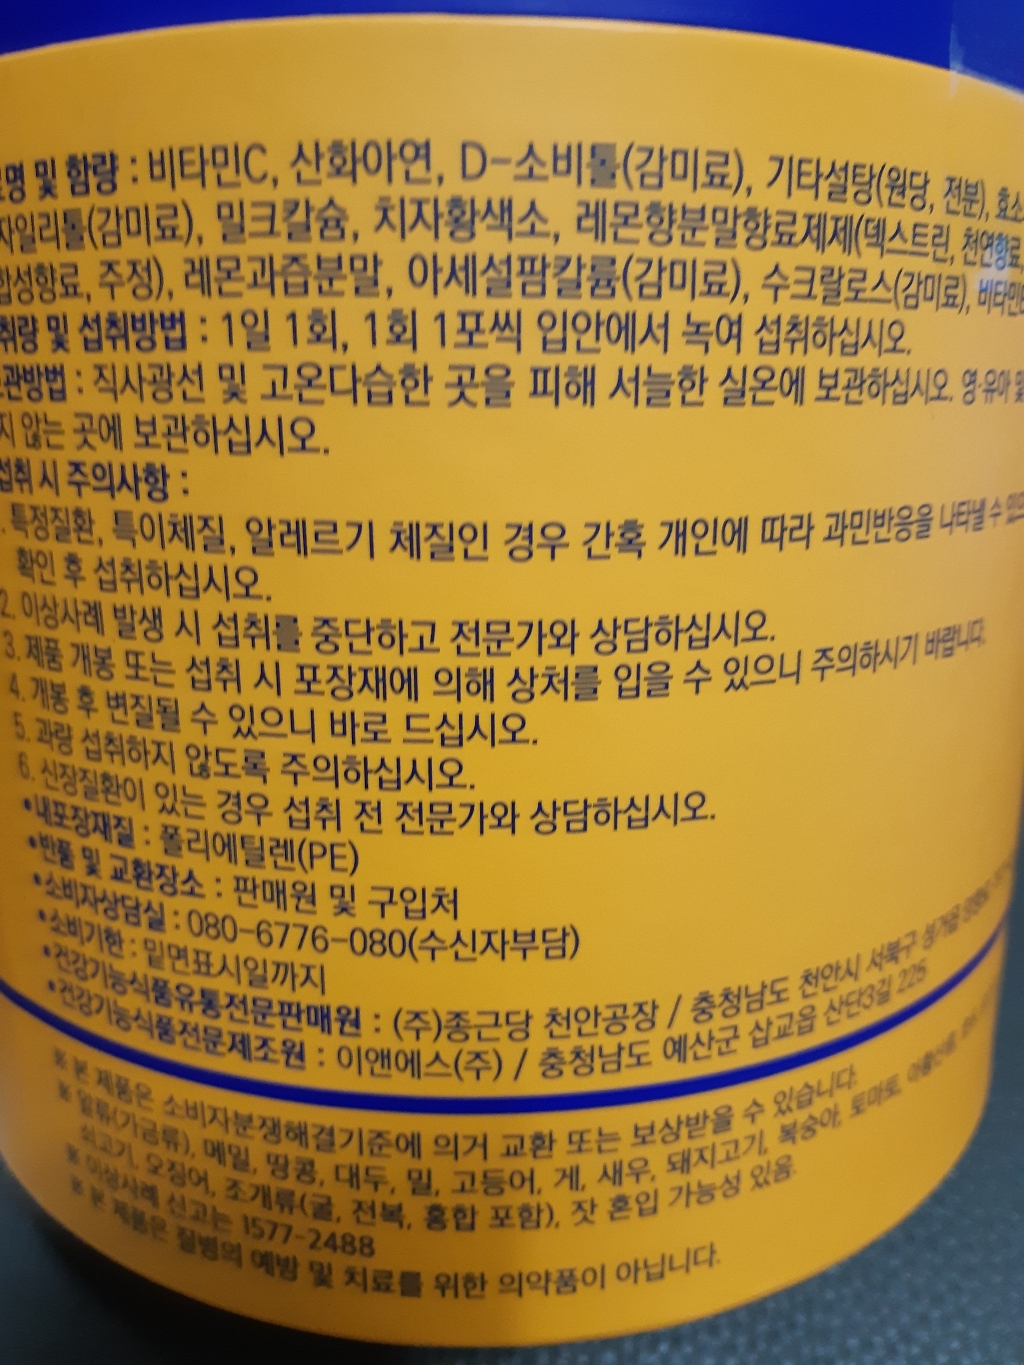 명 및 함량 : 비타민C, 산화아연, D-소비톨(감미료), 기타설탕(원당, 전분), 효소
자일리톨(감미료), 밀크칼슘, 치자황색소, 레몬향분말향료제제(덱스트린, 천연향료,
합성향료, 주정), 레몬과즙분말, 아세설팜칼륨(감미료), 수크랄로스(감미료), 비타민
취량 및 섭취방법 : 1일 1회, 1회 1포씩 입안에서 녹여 섭취하십시오.
관방법 : 직사광선 및 고온다습한 곳을 피해 서늘한 실온에 보관하십시오. 영·유아 및
지 않는 곳에 보관하십시오.
섭취 시 주의사항 :
. 특정질환, 특이체질, 알레르기 체질인 경우 간혹 개인에 따라 과민반응을 나타낼 수 있으
확인 후 섭취하십시오.
2. 이상사례 발생 시 섭취를 중단하고 전문가와 상담하십시오.
3. 제품 개봉 또는 섭취 시 포장재에 의해 상처를 입을 수 있으니 주의하시기 바랍니다.
4. 개봉 후 변질될 수 있으니 바로 드십시오.
5. 과량 섭취하지 않도록 주의하십시오.
6. 신장질환이 있는 경우 섭취 전 전문가와 상담하십시오.
•내포장재질 : 폴리에틸렌(PE)
•반품 및 교환장소 : 판매원 및 구입처
•소비자상담실 : 080-6776-080(수신자부담)
•소비기한 : 밑면표시일까지
•건강기능식품유통전문판매원 : (주)종근당 천안공장 / 충청남도 천안시 서북구 성거읍
•건강기능식품전문제조원 : 이앤에스(주) / 충청남도 예산군 삽교읍 산단3길 225
※ 본 제품은 소비자분쟁해결기준에 의거 교환 또는 보상받을 수 있습니다.
※ 알류(가금류), 메밀, 땅콩, 대두, 밀, 고등어, 게, 새우, 돼지고기, 복숭아, 토마토, 아황산류,
쇠고기, 오징어, 조개류(굴, 전복, 홍합 포함), 잣 혼입 가능성 있음.
※ 이상사례 신고는 1577-2488
※ 본 제품은 질병의 예방 및 치료를 위한 의약품이 아닙니다.